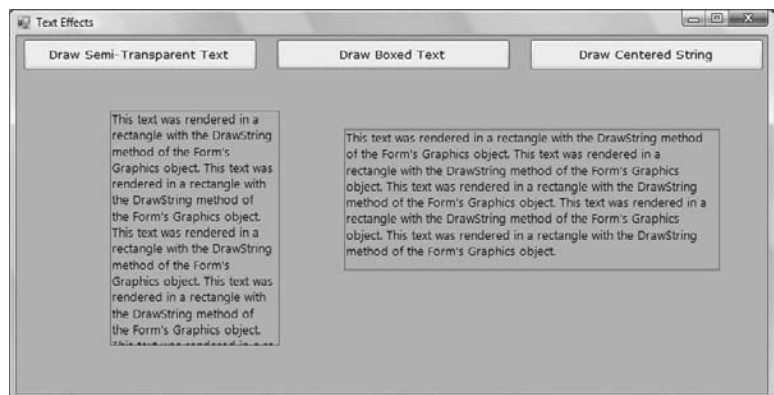 Text Effects
Draw Semi-Transparent Text
Draw Boxed Text
Draw Centered String
This text was rendered in a
rectangle with the DrawString
method of the Form's
Graphics object. This text was
rendered in a rectangle with
the DrawString method of
the Form's Graphics object.
This text was rendered in a
rectangle with the DrawString
method of the Form's
Graphics object. This text was
rendered in a rectangle with
the DrawString method of
the Form's Graphics object.
This text was rendered in a re
This text was rendered in a rectangle with the DrawString method
of the Form's Graphics object. This text was rendered in a
rectangle with the DrawString method of the Form's Graphics
object. This text was rendered in a rectangle with the DrawString
method of the Form's Graphics object. This text was rendered in a
rectangle with the DrawString method of the Form's Graphics
object. This text was rendered in a rectangle with the DrawString
method of the Form's Graphics object.